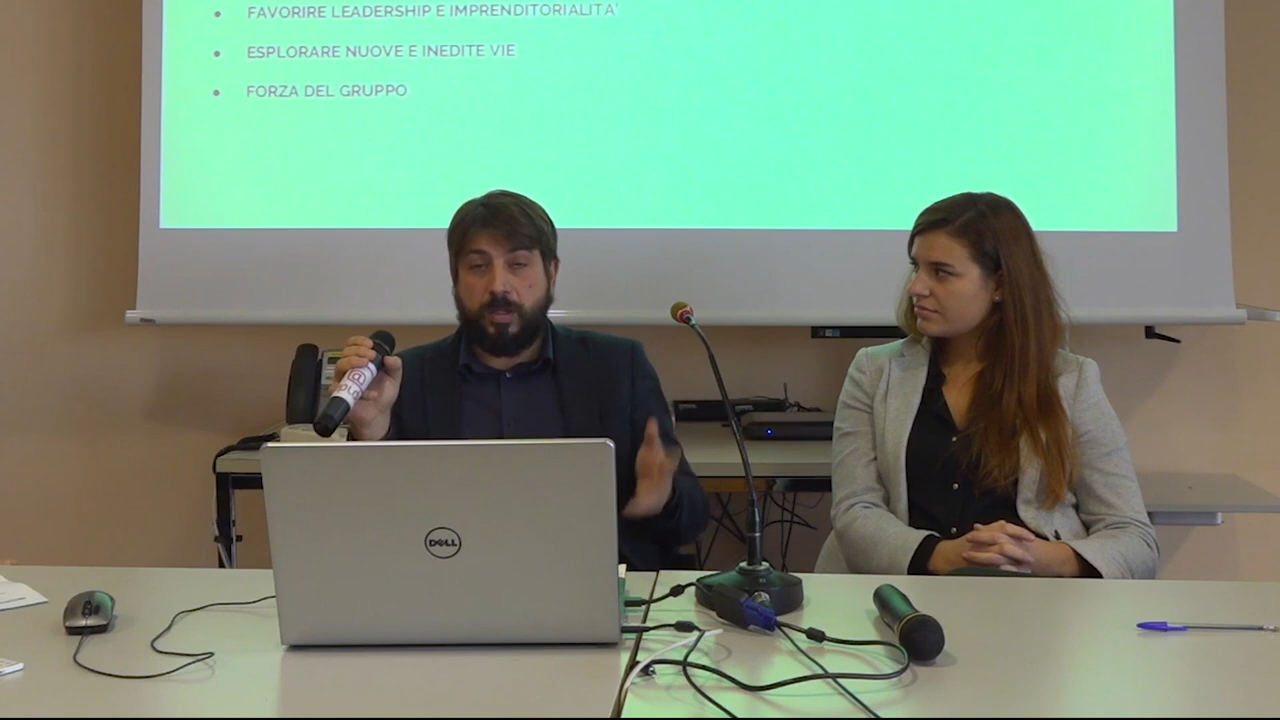 FAVORIRE LEADERSHIP E IMPRENDITORIALITA'
ESPLORARE NUOVE E INEDITE VIE
FORZA DEL GRUPPO
DELL